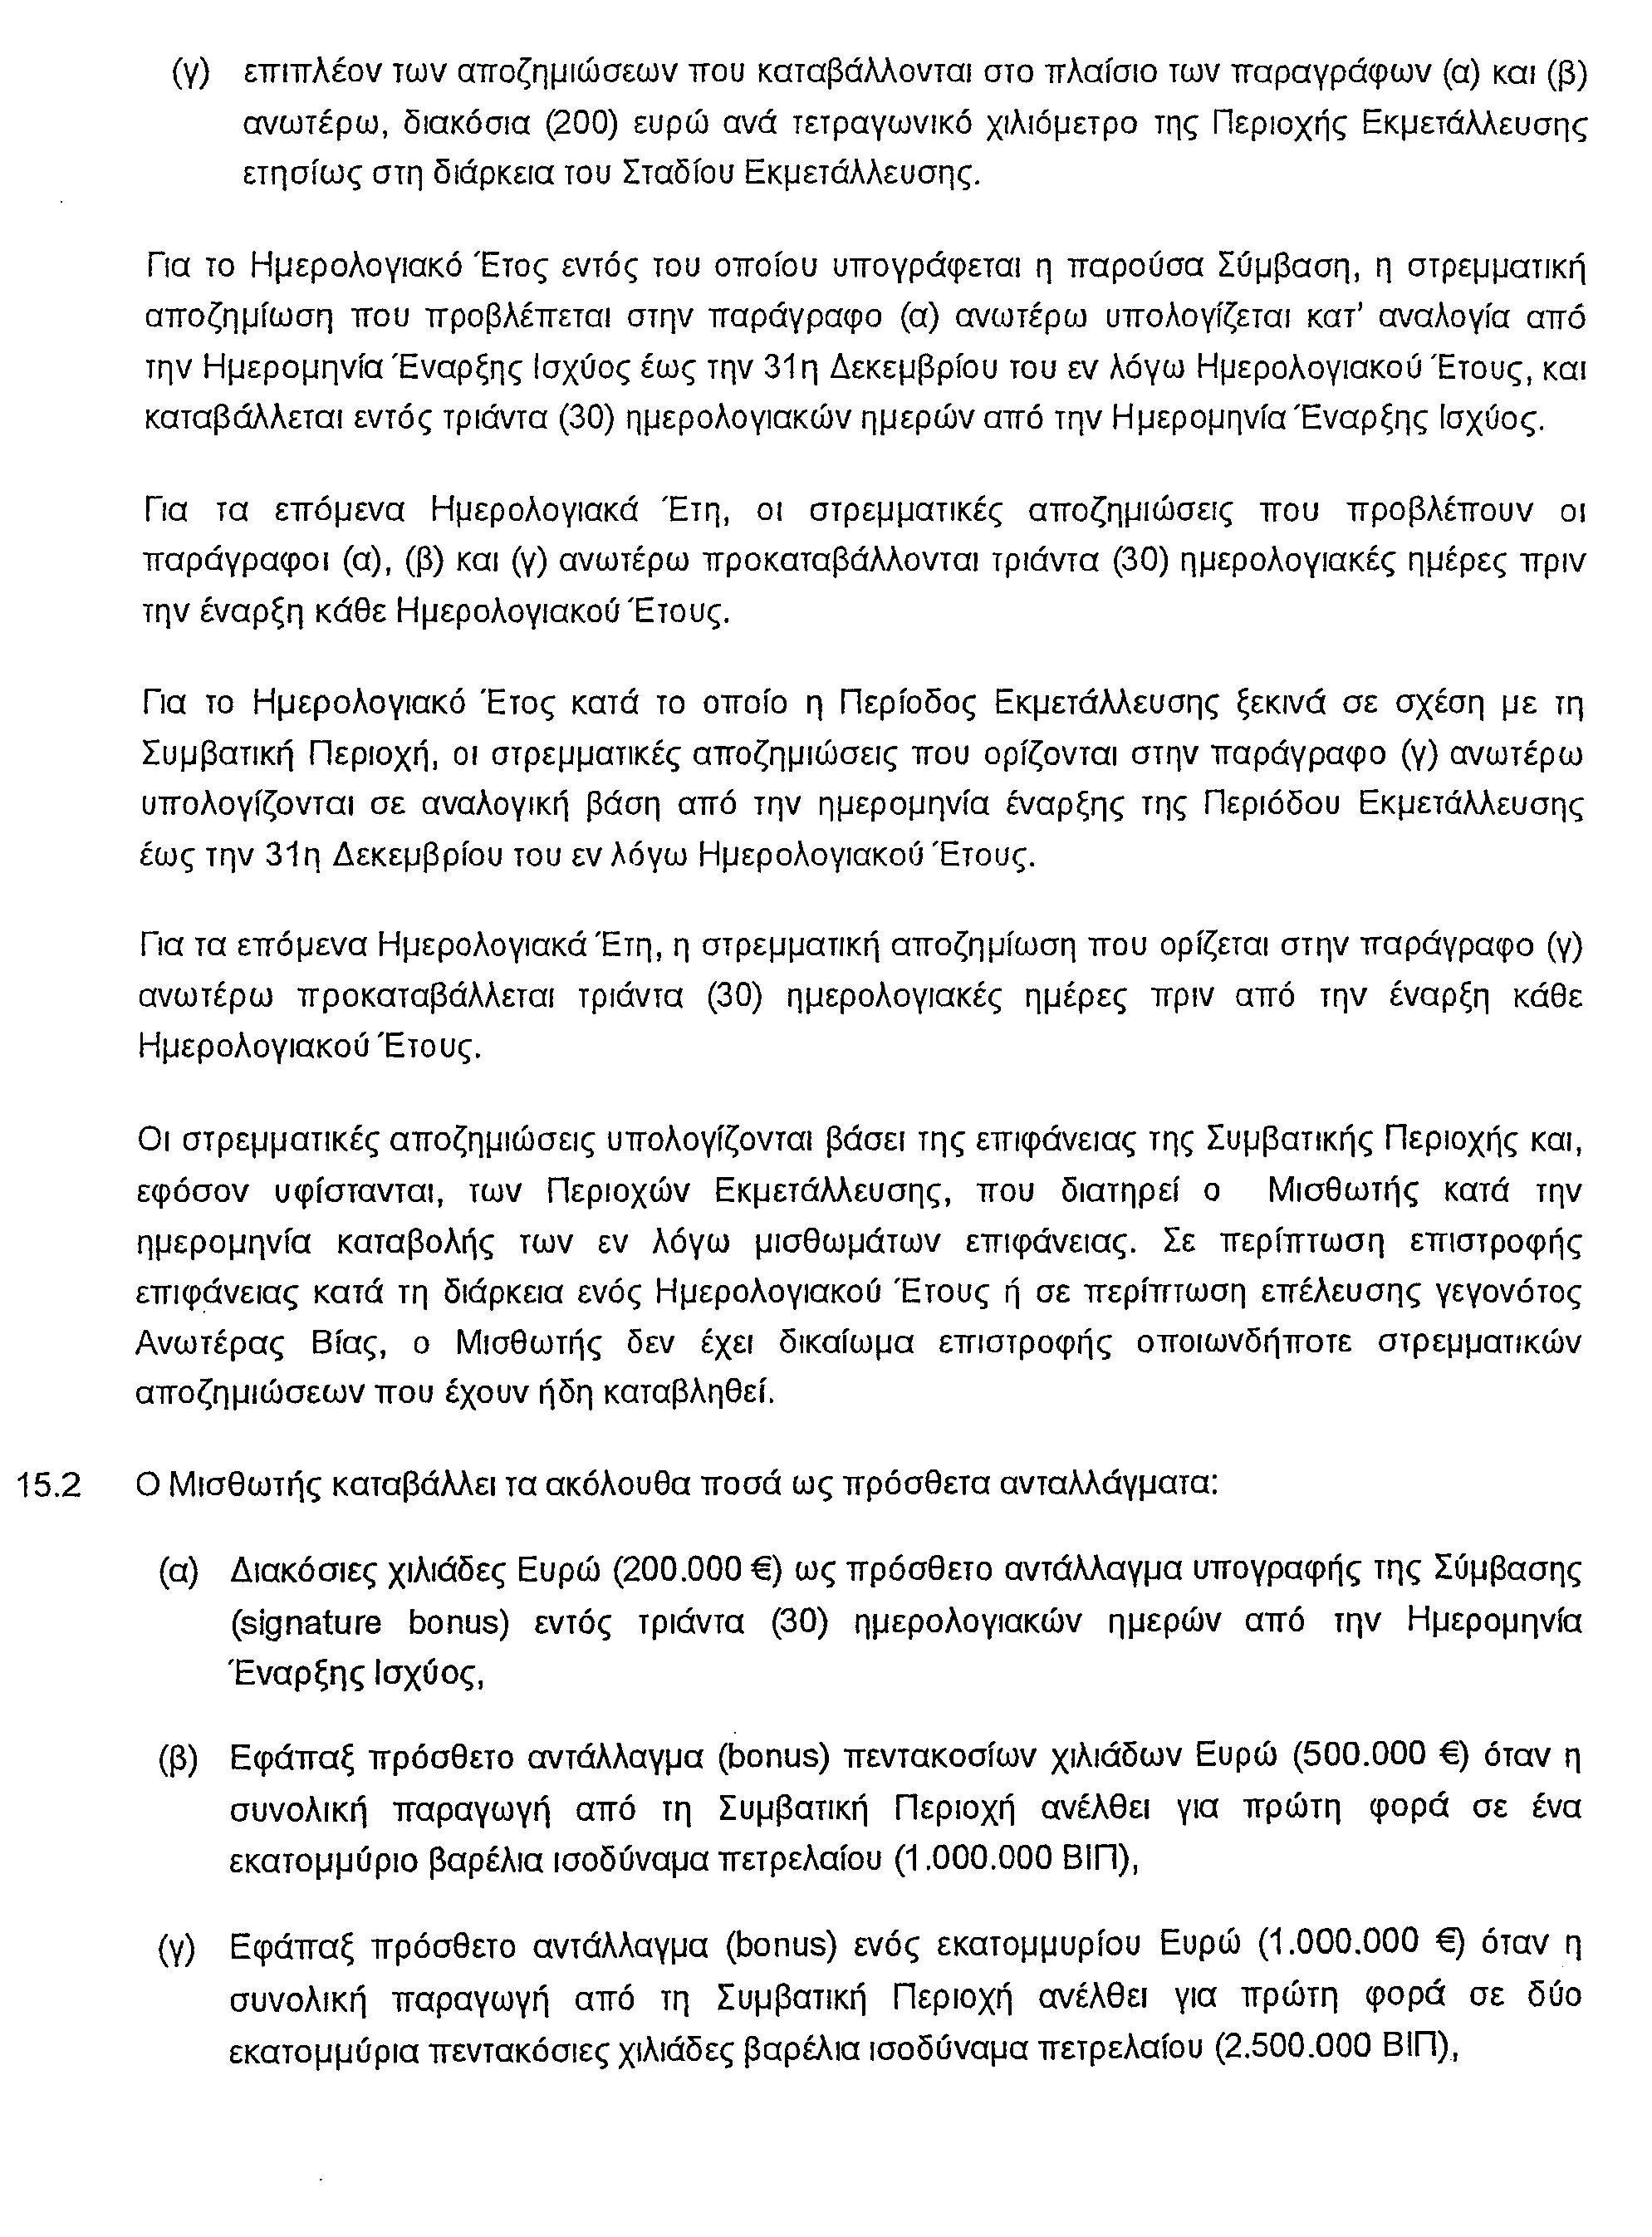 (γ) επιπλέον των αποζημιώσεων που καταβάλλονται στο πλαίσιο των παραγράφων (α) και (β)
ανωτέρω, διακόσια (200) ευρώ ανά τετραγωνικό χιλιόμετρο της Περιοχής Εκμετάλλευσης
ετησίως στη διάρκεια του Σταδίου Εκμετάλλευσης.
Για το Ημερολογιακό Έτος εντός του οποίου υπογράφεται η παρούσα Σύμβαση, η στρεμματική
αποζημίωση που προβλέπεται στην παράγραφο (α) ανωτέρω υπολογίζεται κατ’ αναλογία από
την Ημερομηνία Έναρξης Ισχύος έως την 31η Δεκεμβρίου του εν λόγω Ημερολογιακού Έτους, και
καταβάλλεται εντός τριάντα (30) ημερολογιακών ημερών από την Ημερομηνία Έναρξης Ισχύος.
Για τα επόμενα Ημερολογιακά Έτη, οι στρεμματικές αποζημιώσεις που προβλέπουν οι
παράγραφοι (α), (β) και (γ) ανωτέρω προκαταβάλλονται τριάντα (30) ημερολογιακές ημέρες πριν
την έναρξη κάθε Ημερολογιακού Έτους.
Για το Ημερολογιακό Έτος κατά το οποίο η Περίοδος Εκμετάλλευσης ξεκινά σε σχέση με τη
Συμβατική Περιοχή, οι στρεμματικές αποζημιώσεις που ορίζονται στην παράγραφο (γ) ανωτέρω
υπολογίζονται σε αναλογική βάση από την ημερομηνία έναρξης της Περιόδου Εκμετάλλευσης
έως την 31η Δεκεμβρίου του εν λόγω Ημερολογιακού Έτους.
Για τα επόμενα Ημερολογιακά Έτη, η στρεμματική αποζημίωση που ορίζεται στην παράγραφο (γ)
ανωτέρω προκαταβάλλεται τριάντα (30) ημερολογιακές ημέρες πριν από την έναρξη κάθε
Ημερολογιακού Έτους.
Οι στρεμματικές αποζημιώσεις υπολογίζονται βάσει της επιφάνειας της Συμβατικής Περιοχής και,
εφόσον υφίστανται, των Περιοχών Εκμετάλλευσης, που διατηρεί ο Μισθωτής κατά την
ημερομηνία καταβολής των εν λόγω μισθωμάτων επιφάνειας. Σε περίπτωση επιστροφής
επιφάνειας κατά τη διάρκεια ενός Ημερολογιακού Έτους ή σε περίπτωση επέλευσης γεγονότος
Ανωτέρας Βίας, ο Μισθωτής δεν έχει δικαίωμα επιστροφής οποιωνδήποτε στρεμματικών
αποζημιώσεων που έχουν ήδη καταβληθεί.
15.2 Ο Μισθωτής καταβάλλει τα ακόλουθα ποσά ως πρόσθετα ανταλλάγματα:
(α) Διακόσιες χιλιάδες Ευρώ (200.000 €) ως πρόσθετο αντάλλαγμα υπογραφής της Σύμβασης
(signature bonus) εντός τριάντα (30) ημερολογιακών ημερών από την Ημερομηνία
Έναρξης Ισχύος,
(β) Εφάπαξ πρόσθετο αντάλλαγμα (bonus) πεντακοσίων χιλιάδων Ευρώ (500.000 €) όταν η
συνολική παραγωγή από τη Συμβατική Περιοχή ανέλθει για πρώτη φορά σε ένα
εκατομμύριο βαρέλια ισοδύναμα πετρελαίου (1.000.000 ΒΙΠ),
(γ) Εφάπαξ πρόσθετο αντάλλαγμα (bonus) ενός εκατομμυρίου Ευρώ (1.000.000 €) όταν η
συνολική παραγωγή από τη Συμβατική Περιοχή ανέλθει για πρώτη φορά σε δύο
εκατομμύρια πεντακόσιες χιλιάδες βαρέλια ισοδύναμα πετρελαίου (2.500.000 ΒΙΠ),